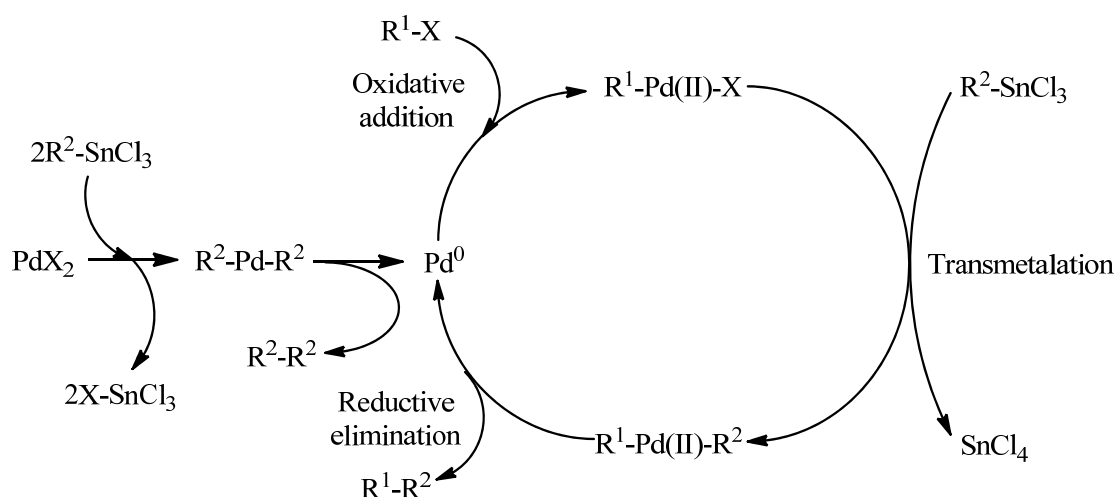 R¹-X
Oxidative
addition
R¹-Pd(II)-X
R²-SnCl₃
2R²-SnCl₃
PdX₂
R²-Pd-R²
Pd⁰
Transmetalation
R²-R²
2X-SnCl₃
Reductive
elimination
R¹-Pd(II)-R²
SnCl₄
R¹-R²